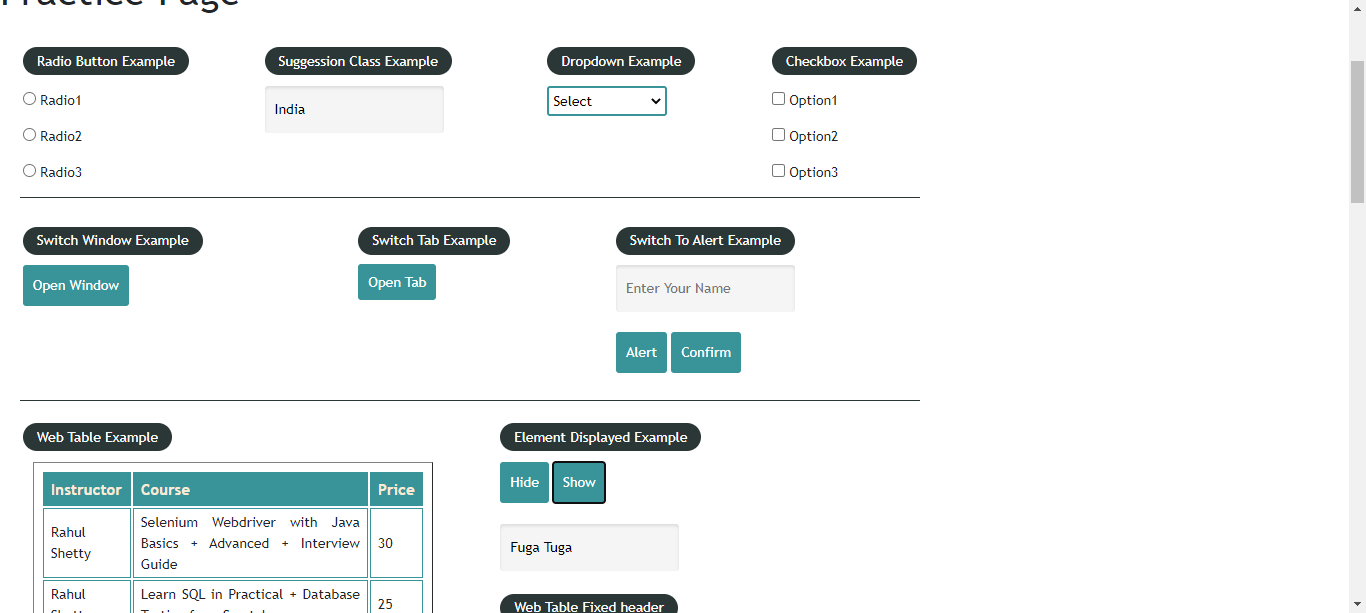 Practice Page
Radio Button Example
Radio1
Radio2
Radio3
Suggession Class Example
India
Dropdown Example
Select
Checkbox Example
Option1
Option2
Option3
Switch Window Example
Open Window
Switch Tab Example
Open Tab
Switch To Alert Example
Enter Your Name
Alert Confirm
Web Table Example
Instructor Course Price
Rahul
Shetty
Selenium Webdriver with Java
Basics + Advanced + Interview
Guide
30
Rahul
Learn SQL in Practical + Database
25
Element Displayed Example
Hide Show
Fuga Tuga
Web Table Fixed header